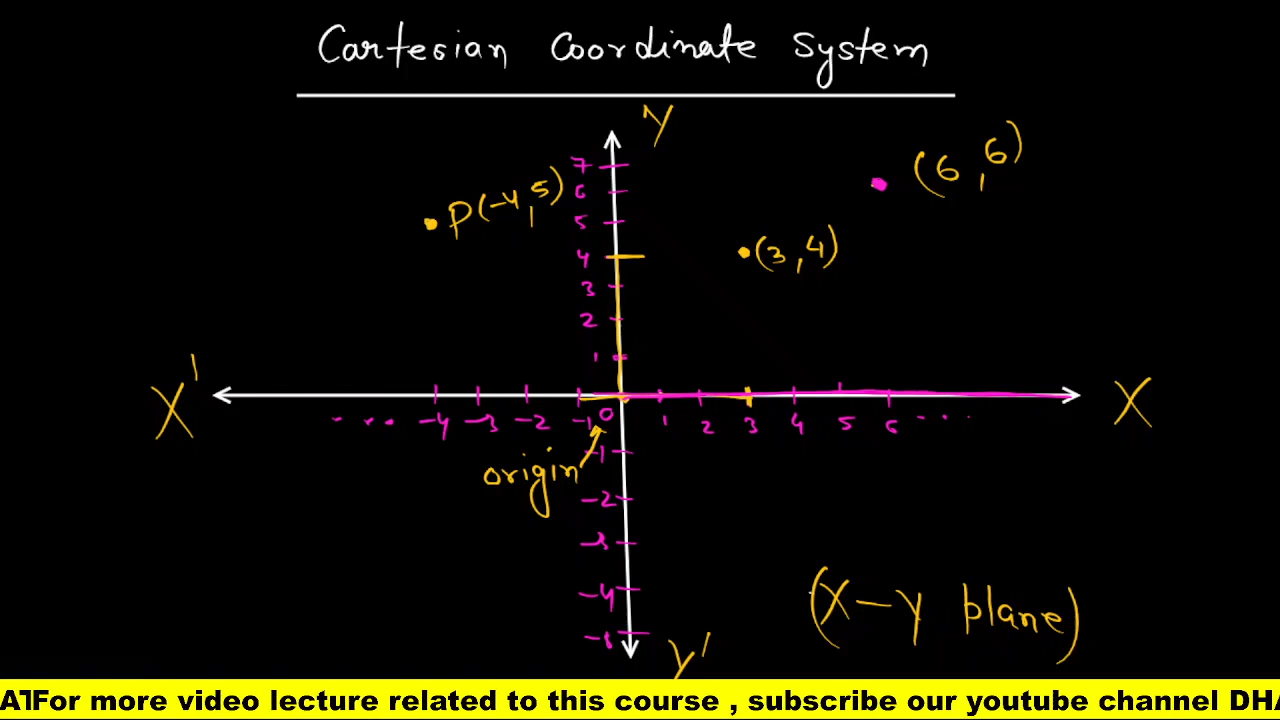 Cartesian Coordinate System
Y
7
6
5
4
3
2
1
P(-4,5)
(6,6)
(3,4)
X'
X
... -4 -3 -2 -1 0 1 2 3 4 5 6 ...
origin
-1
-2
-3
-4
Y'
(X-Y plane)
For more video lecture related to this course , subscribe our youtube channel